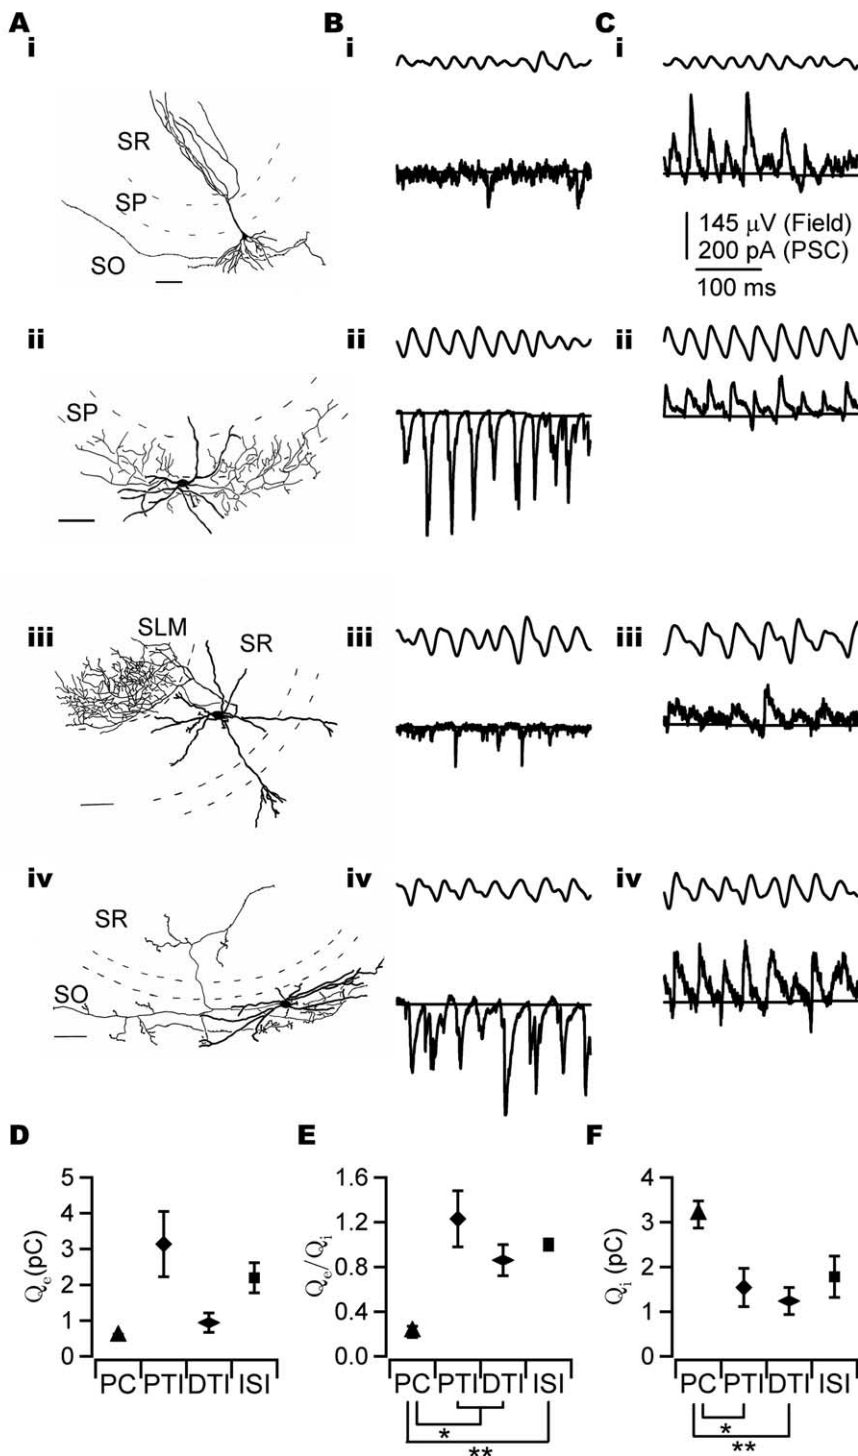 A B C
i i i
SR
SP
SO
145 μV (Field)
200 pA (PSC)
100 ms
ii ii ii
SP
iii iii iii
SLM SR
iv iv iv
SR
SO
D E F
5
4
3
2
1
0
Qe (pC)
PC PTI DTI ISI
1.6
1.2
0.8
0.4
0.0
Qe/Qi
PC PTI DTI ISI
*
**
4
3
2
1
0
Qi (pC)
PC PTI DTI ISI
*
**